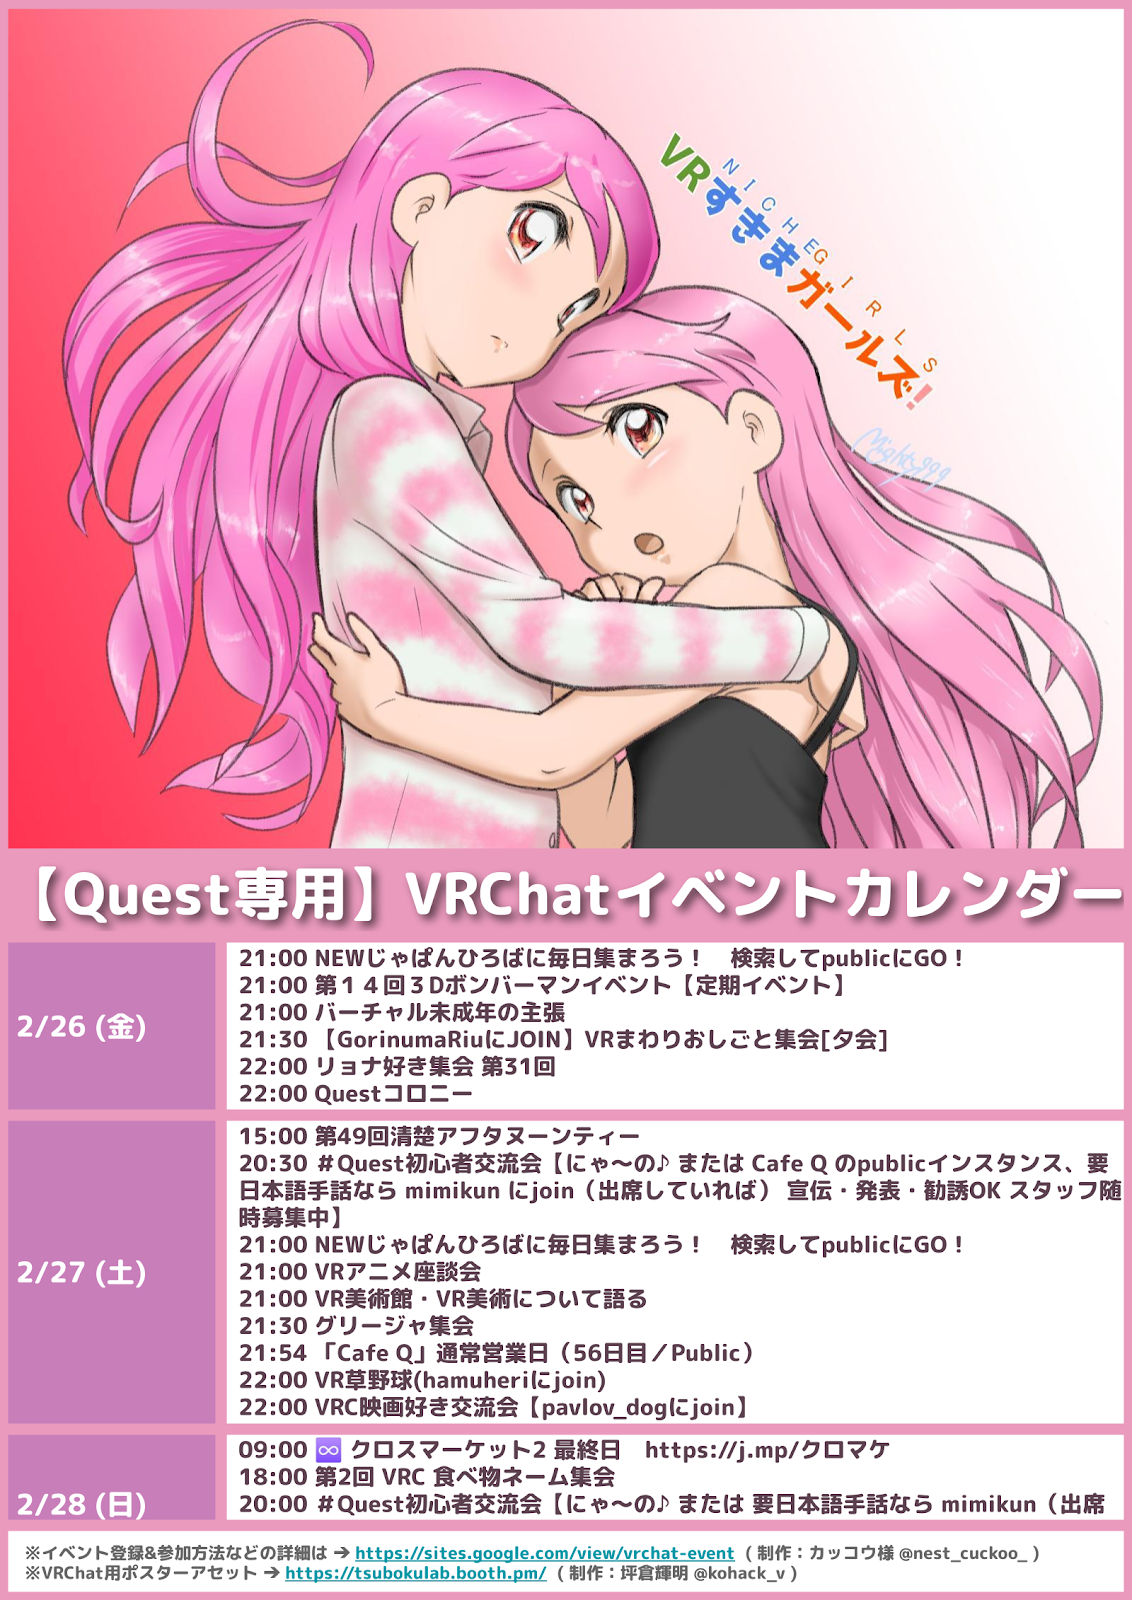 VRすきまガールズ!
NICHE GIRLS
Mighty999
【Quest専用】VRChatイベントカレンダー
2/26 (金)
21:00 NEWじゃぱんひろばに毎日集まろう！　検索してpublicにGO！
21:00 第１４回３Dボンバーマンイベント【定期イベント】
21:00 バーチャル未成年の主張
21:30 【GorinumaRiuにJOIN】VRまわりおしごと集会[夕会]
22:00 リョナ好き集会 第31回
22:00 Questコロニー
2/27 (土)
15:00 第49回清楚アフタヌーンティー
20:30 ＃Quest初心者交流会【にゃ〜の♪ または Cafe Q のpublicインスタンス、要
日本語手話なら mimikun にjoin（出席していれば） 宣伝・発表・勧誘OK スタッフ随
時募集中】
21:00 NEWじゃぱんひろばに毎日集まろう！　検索してpublicにGO！
21:00 VRアニメ座談会
21:00 VR美術館・VR美術について語る
21:30 グリージャ集会
21:54 「Cafe Q」通常営業日（56日目／Public）
22:00 VR草野球(hamuheriにjoin)
22:00 VRC映画好き交流会【pavlov_dogにjoin】
2/28 (日)
09:00 ♾️ クロスマーケット2 最終日　https://j.mp/クロマケ
18:00 第2回 VRC 食べ物ネーム集会
20:00 ＃Quest初心者交流会【にゃ〜の♪ または 要日本語手話なら mimikun（出席
※イベント登録&参加方法などの詳細は ➔ https://sites.google.com/view/vrchat-event （ 制作：カッコウ様 @nest_cuckoo_ ）
※VRChat用ポスターアセット ➔ https://tsubokulab.booth.pm/ （ 制作：坪倉輝明 @kohack_v ）